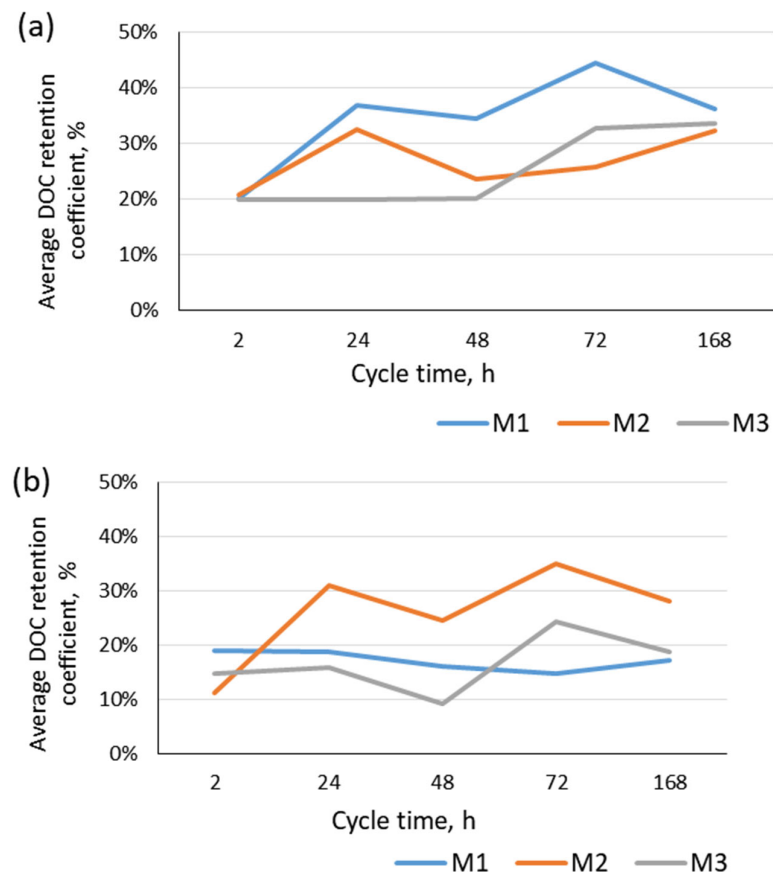 (a)
Average DOC retention
coefficient, %
50%
40%
30%
20%
10%
0%
2 24 48 72 168
Cycle time, h
M1 M2 M3
(b)
Average DOC retention
coefficient, %
50%
40%
30%
20%
10%
0%
2 24 48 72 168
Cycle time, h
M1 M2 M3